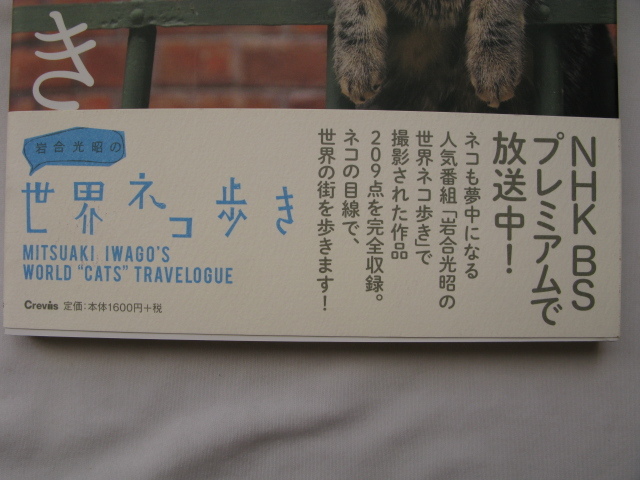 き
岩合光昭の
世界ネコ歩き
MITSUAKI IWAGO'S
WORLD "CATS" TRAVELOGUE
Crevis 定価:本体1600円+税
NHK BS
プレミアムで
放送中!
ネコも夢中になる
人気番組「岩合光昭の
世界ネコ歩き」で
撮影された作品
209点を完全収録。
ネコの目線で、
世界の街を歩きます!